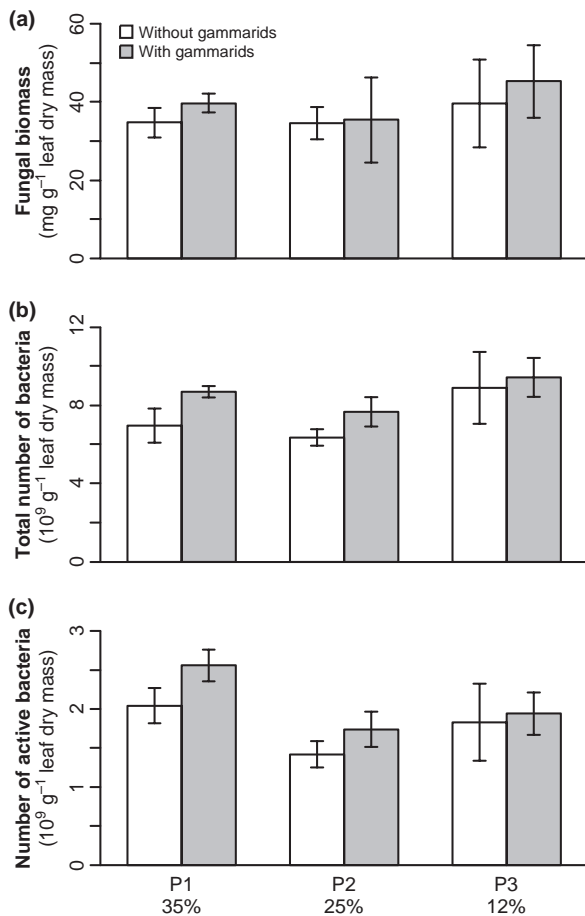 (a)
Without gammarids
With gammarids
Fungal biomass
(mg g⁻¹ leaf dry mass)
80
60
40
20
0
(b)
Total number of bacteria
(10⁹ g⁻¹ leaf dry mass)
12
8
4
0
(c)
Number of active bacteria
(10⁹ g⁻¹ leaf dry mass)
3
2
1
0
P1 P2 P3
35% 25% 12%